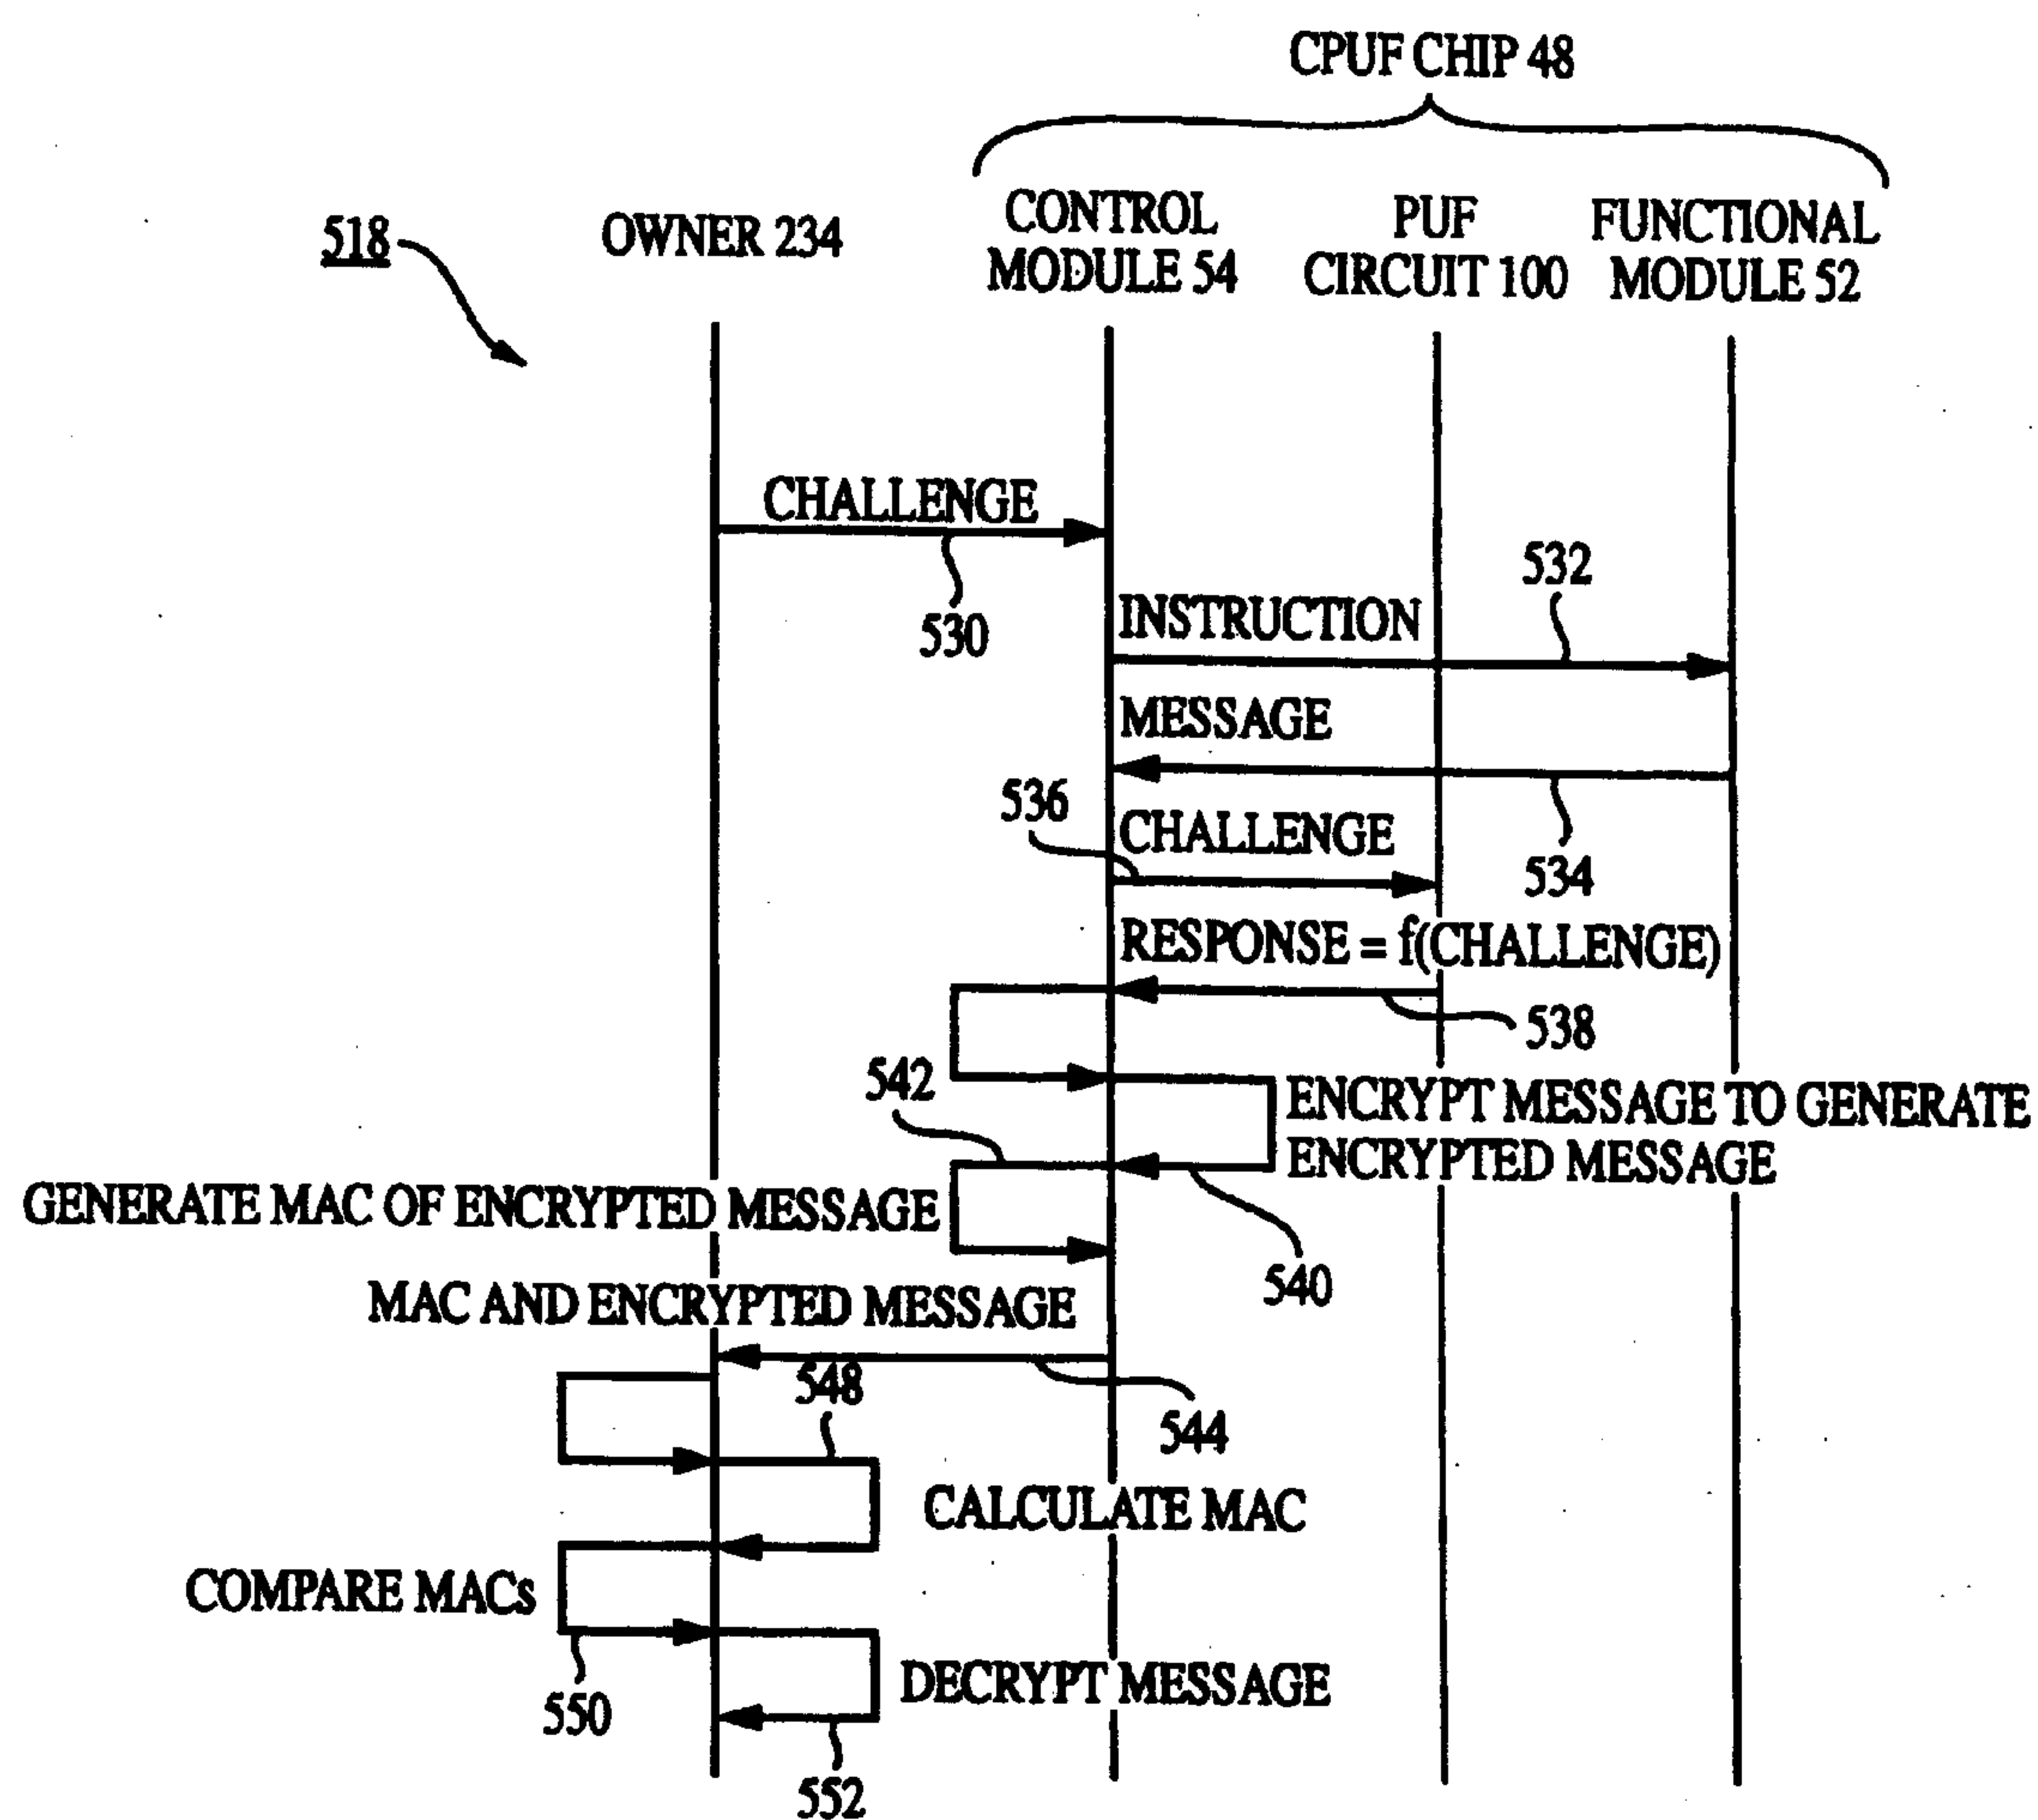 CPUF CHIP 48
518
OWNER 234
CONTROL
MODULE 54
PUF
CIRCUIT 100
FUNCTIONAL
MODULE 52
CHALLENGE
530
532
INSTRUCTION
MESSAGE
534
536
CHALLENGE
RESPONSE = f(CHALLENGE)
538
542
ENCRYPT MESSAGE TO GENERATE
ENCRYPTED MESSAGE
GENERATE MAC OF ENCRYPTED MESSAGE
540
MAC AND ENCRYPTED MESSAGE
548
544
CALCULATE MAC
COMPARE MACs
550
DECRYPT MESSAGE
552